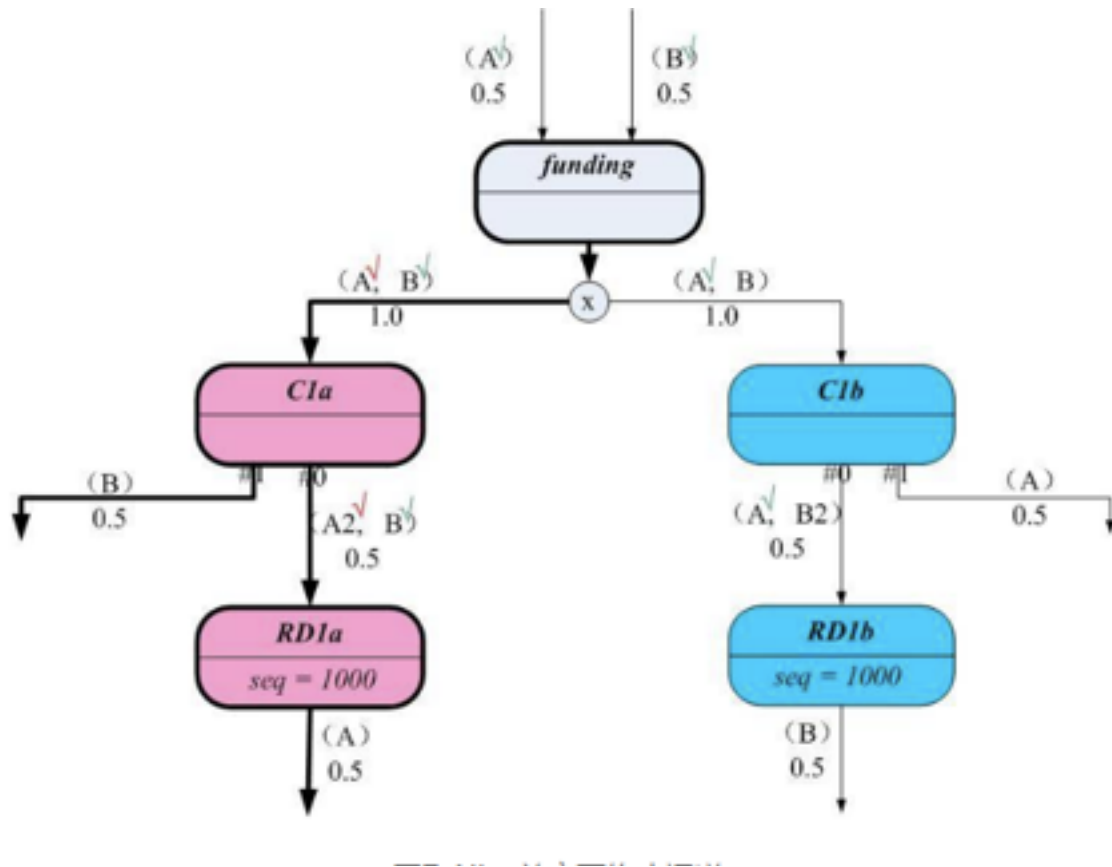 (A) (B)
0.5 0.5
funding
(A, B) (A, B)
x
1.0 1.0
C1a C1b
#1 #0 #0 #1
(B) (A2, B) (A, B2) (A)
0.5 0.5 0.5 0.5
RD1a RD1b
seq = 1000 seq = 1000
(A) (B)
0.5 0.5